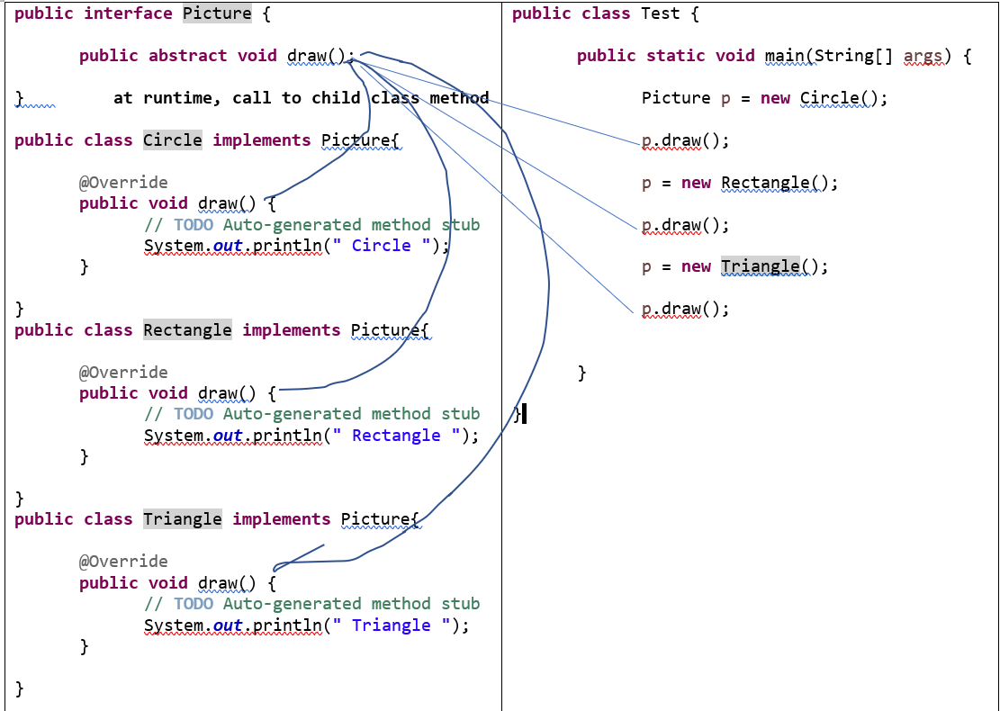 public interface Picture {
public abstract void draw();
} at runtime, call to child class method
public class Circle implements Picture{
@Override
public void draw() {
// TODO Auto-generated method stub
System.out.println(" Circle ");
}
}
public class Rectangle implements Picture{
@Override
public void draw() {
// TODO Auto-generated method stub
System.out.println(" Rectangle ");
}
}
public class Triangle implements Picture{
@Override
public void draw() {
// TODO Auto-generated method stub
System.out.println(" Triangle ");
}
}
public class Test {
public static void main(String[] args) {
Picture p = new Circle();
p.draw();
p = new Rectangle();
p.draw();
p = new Triangle();
p.draw();
}
}